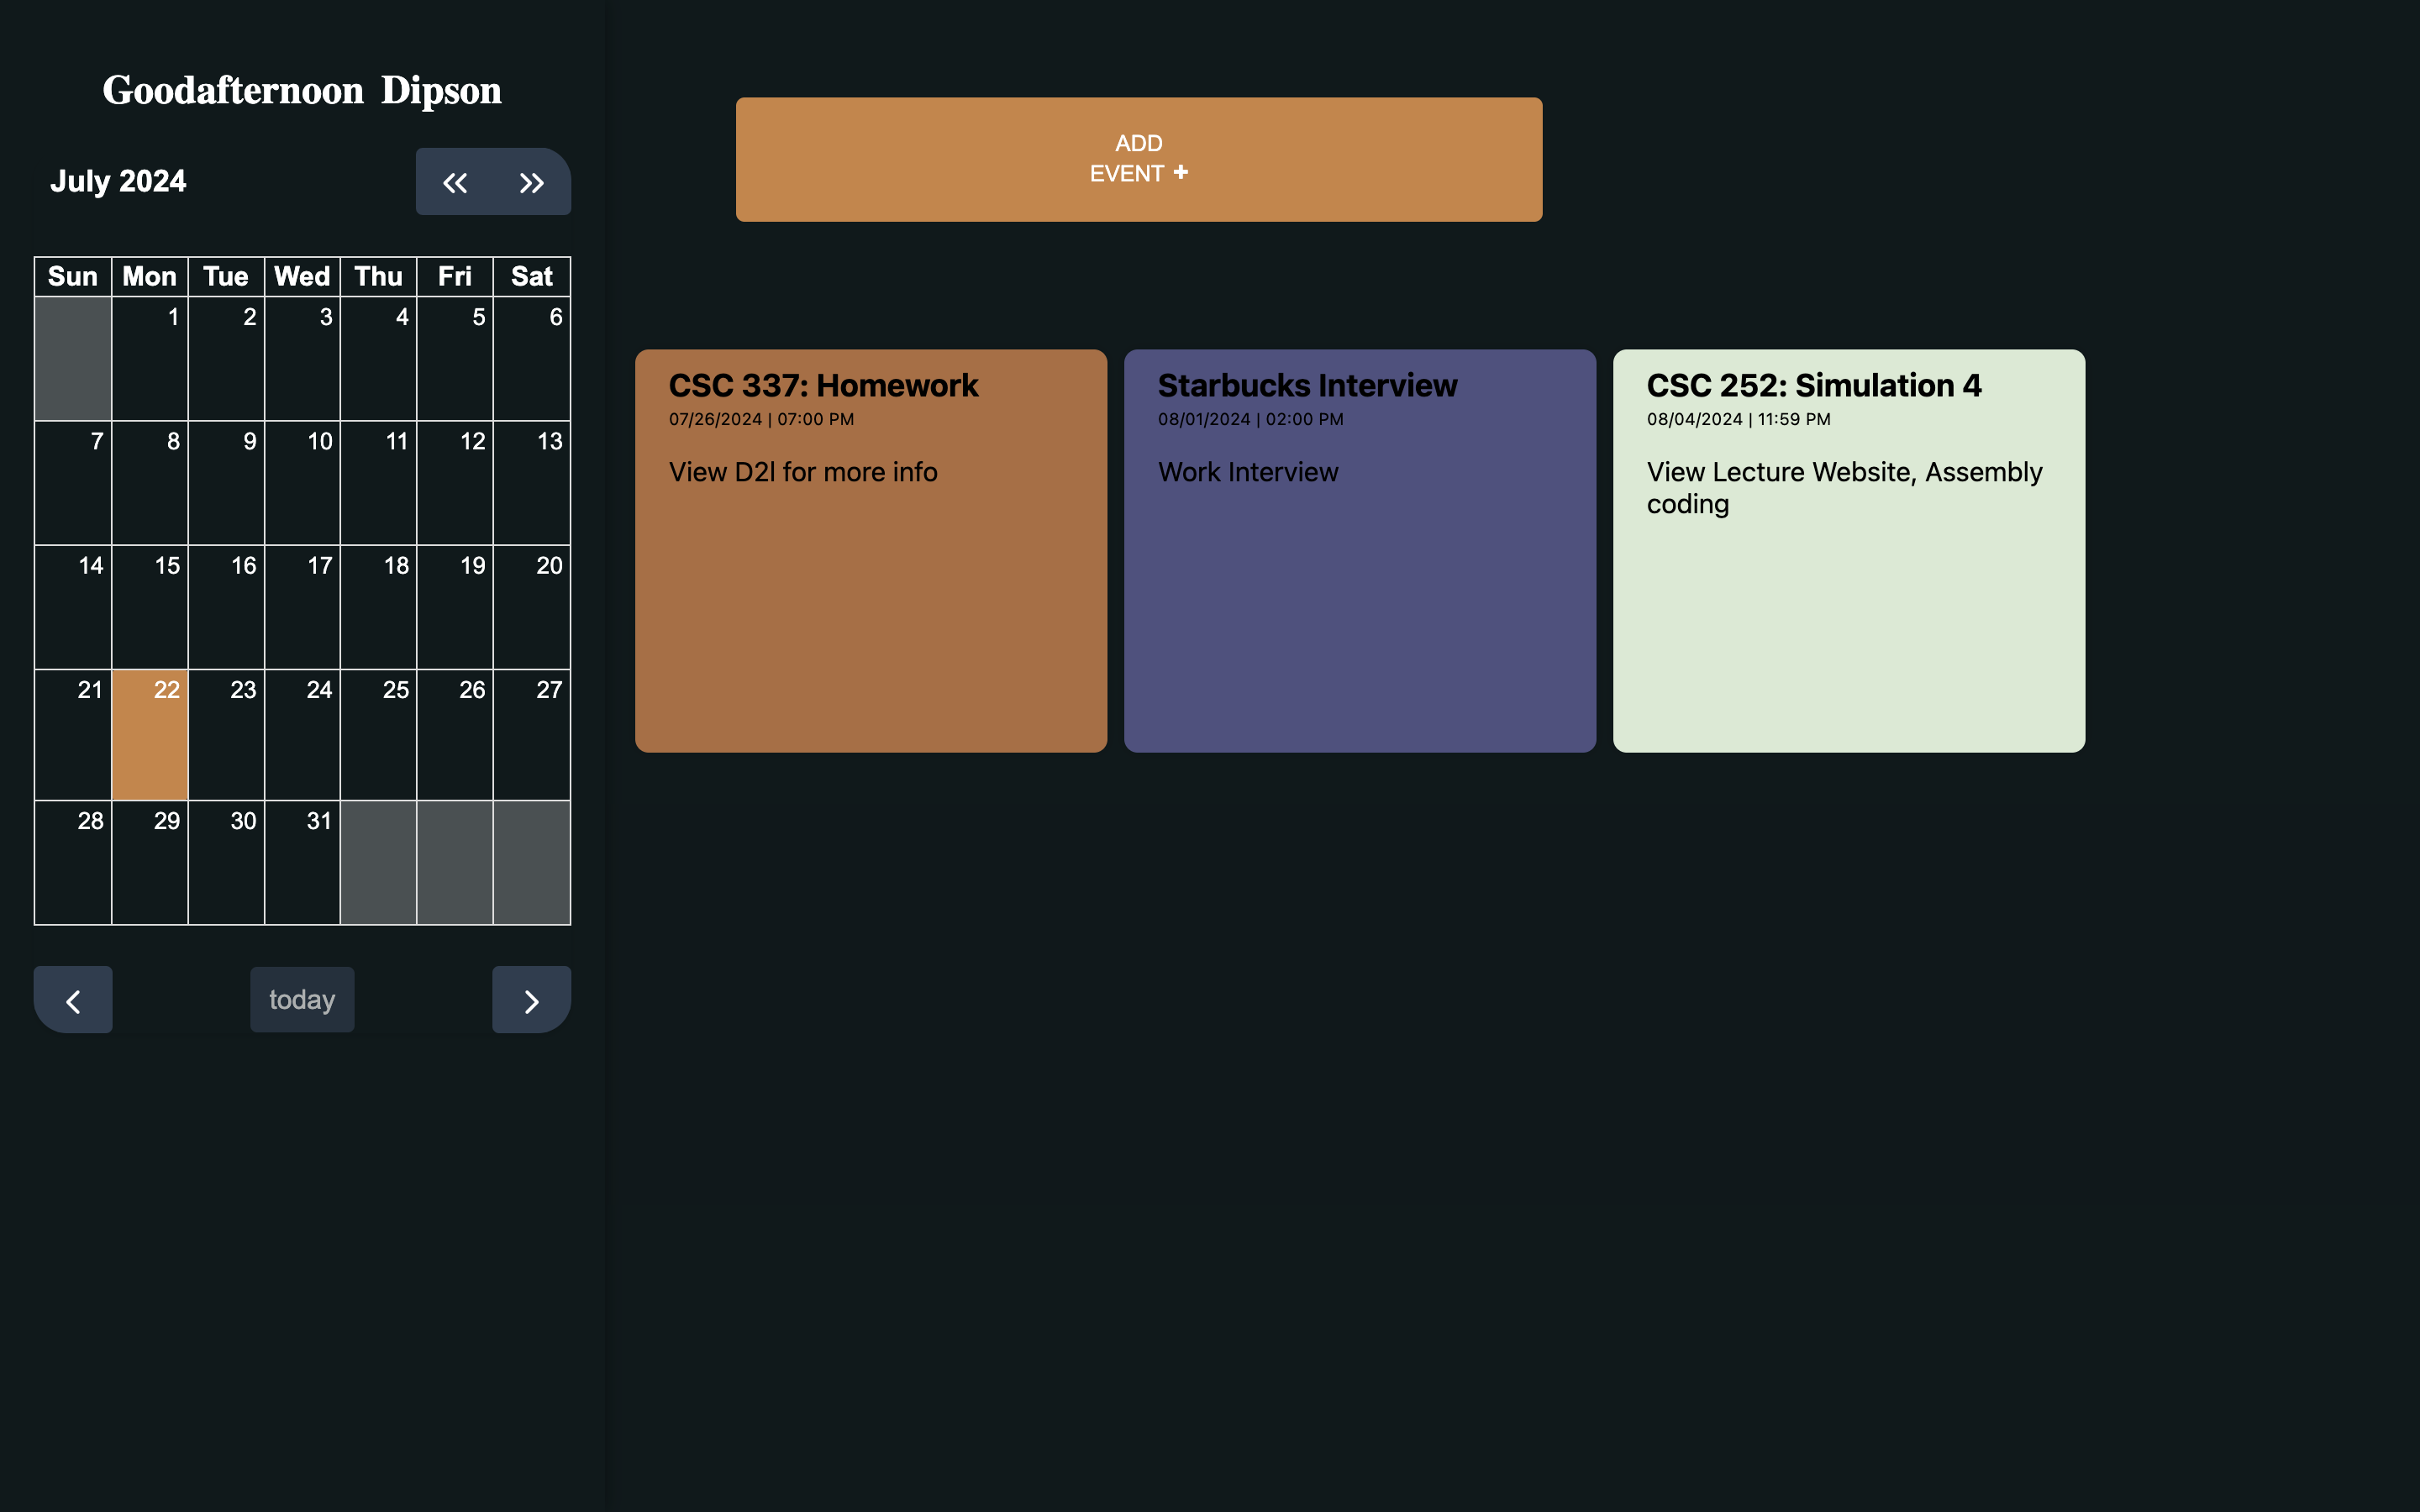 Goodafternoon Dipson
July 2024
Sun Mon Tue Wed Thu Fri Sat
1 2 3 4 5 6
7 8 9 10 11 12 13
14 15 16 17 18 19 20
21 22 23 24 25 26 27
28 29 30 31
today
ADD
EVENT +
CSC 337: Homework
07/26/2024 | 07:00 PM
View D2l for more info
Starbucks Interview
08/01/2024 | 02:00 PM
Work Interview
CSC 252: Simulation 4
08/04/2024 | 11:59 PM
View Lecture Website, Assembly
coding